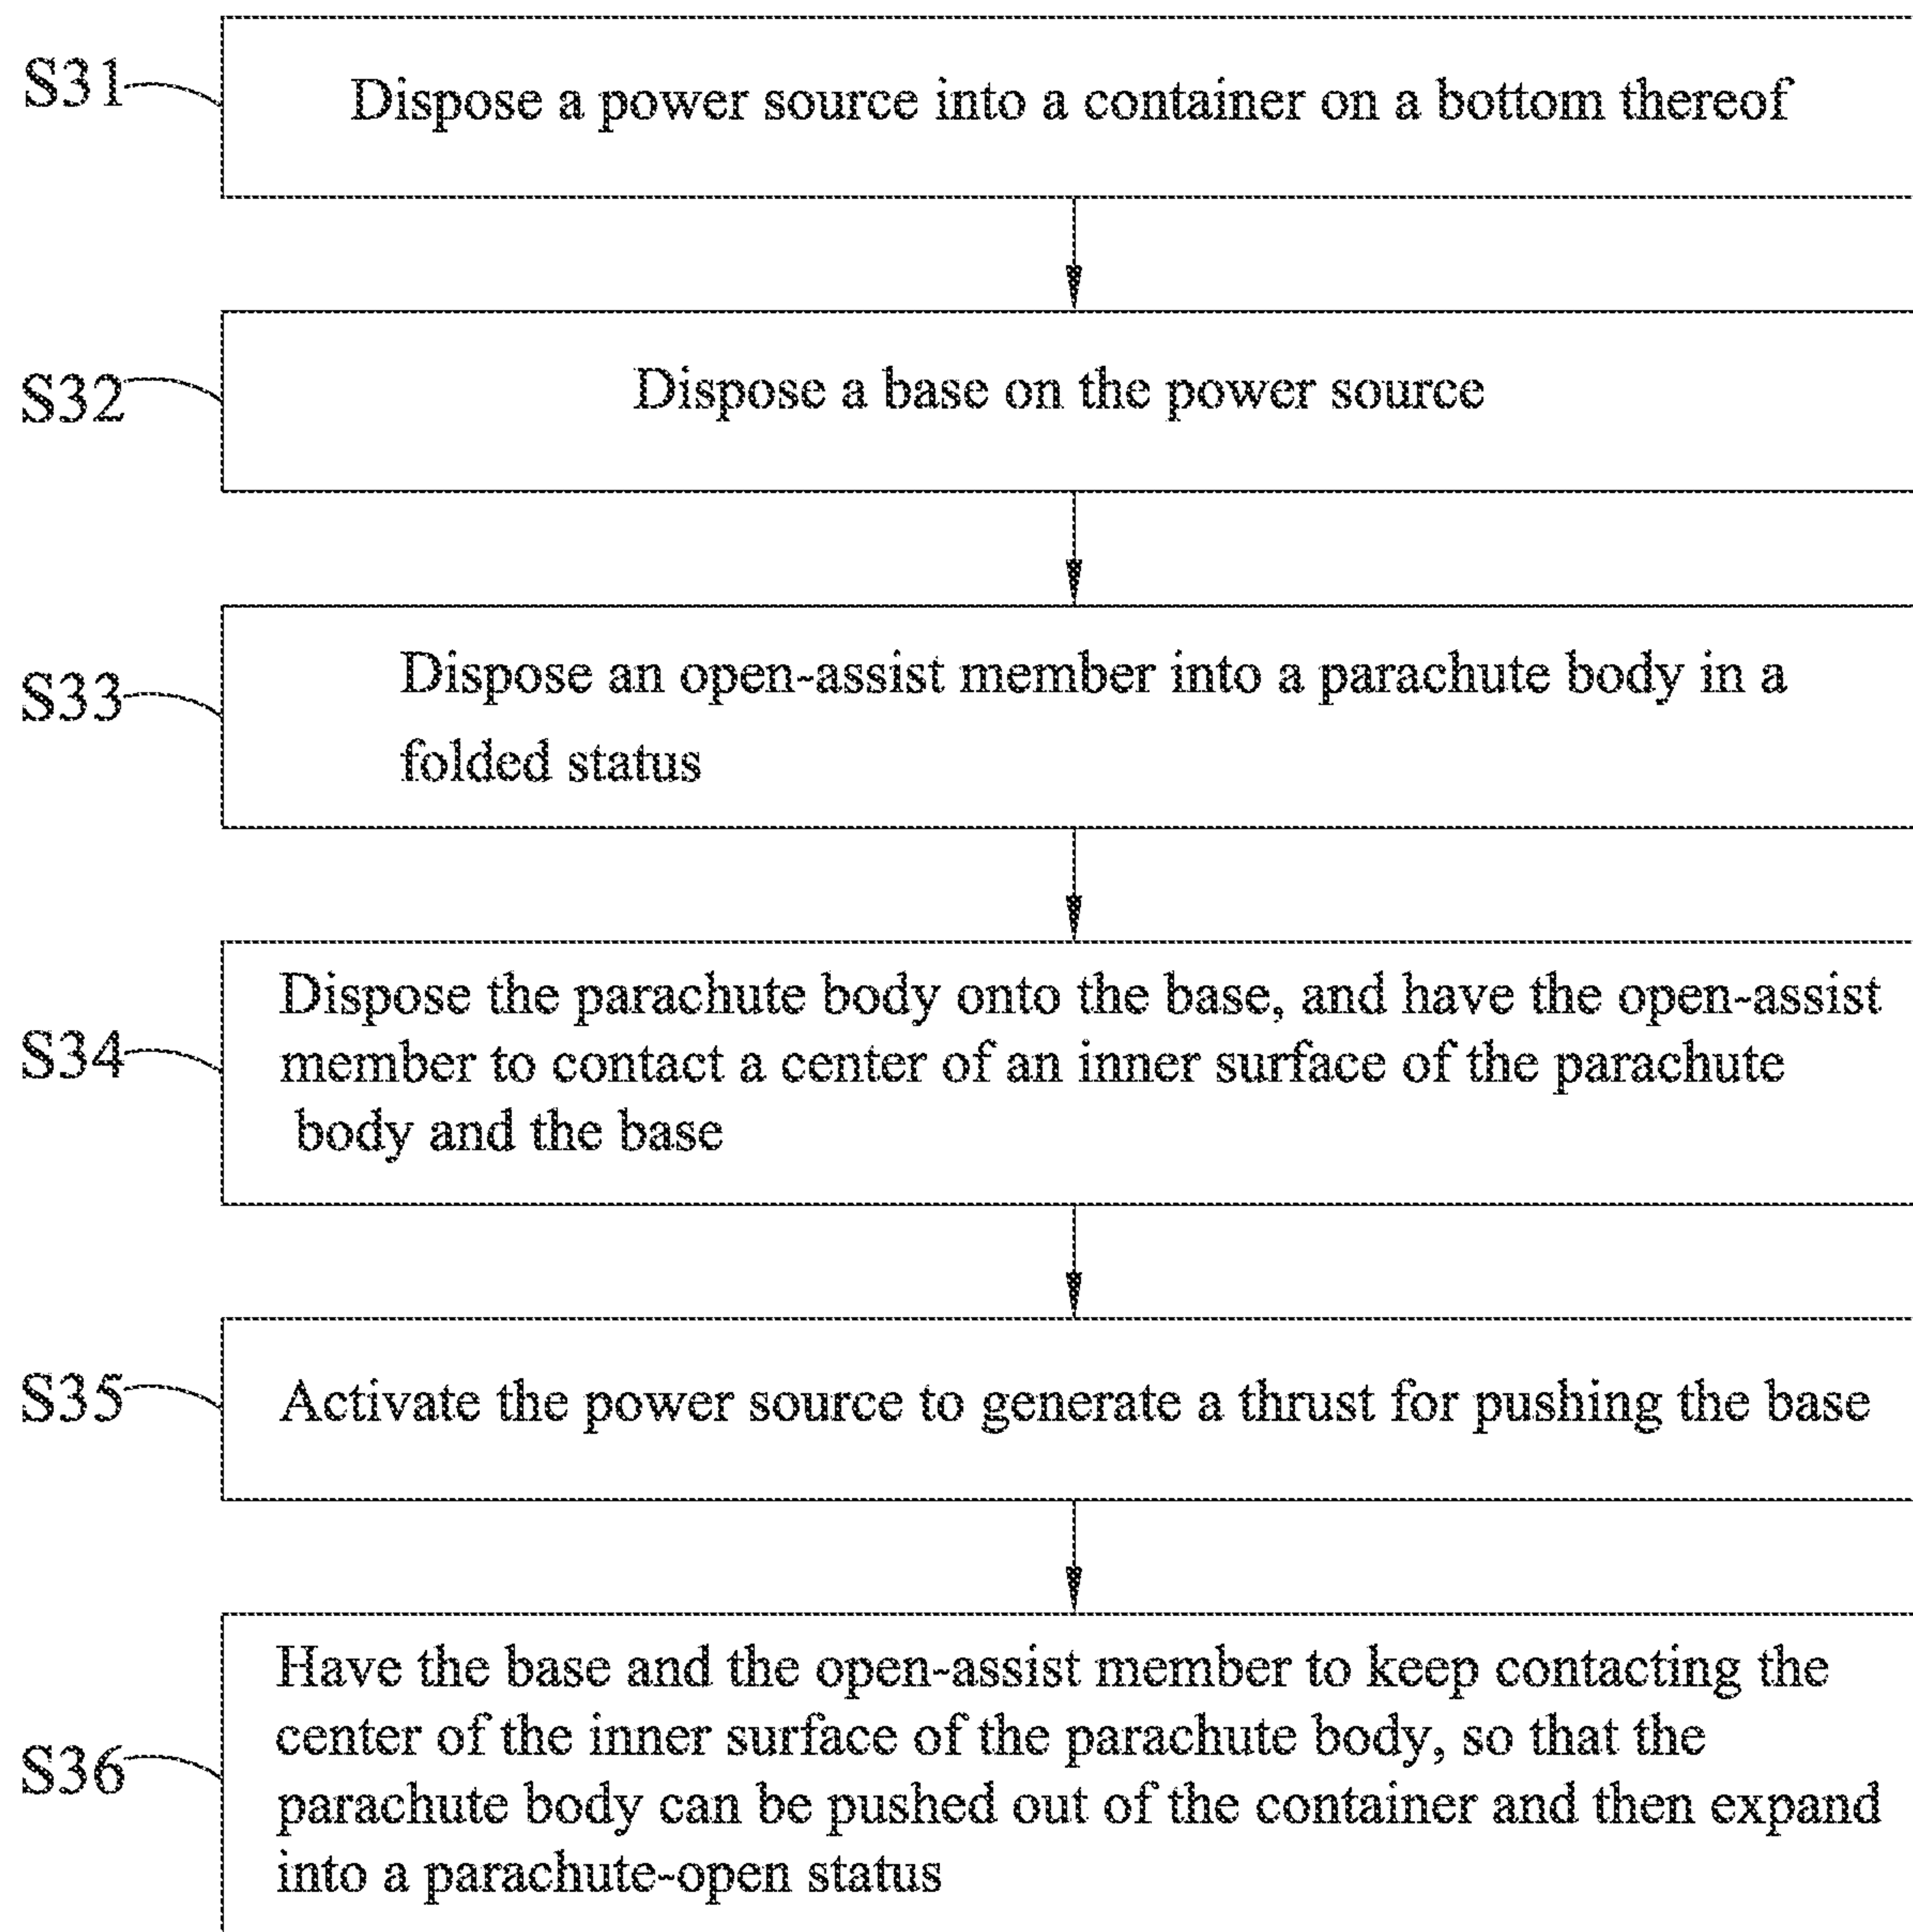 S31
Dispose a power source into a container on a bottom thereof
S32
Dispose a base on the power source
S33
Dispose an open-assist member into a parachute body in a
folded status
S34
Dispose the parachute body onto the base, and have the open-assist
member to contact a center of an inner surface of the parachute
body and the base
S35
Activate the power source to generate a thrust for pushing the base
S36
Have the base and the open-assist member to keep contacting the
center of the inner surface of the parachute body, so that the
parachute body can be pushed out of the container and then expand
into a parachute-open status